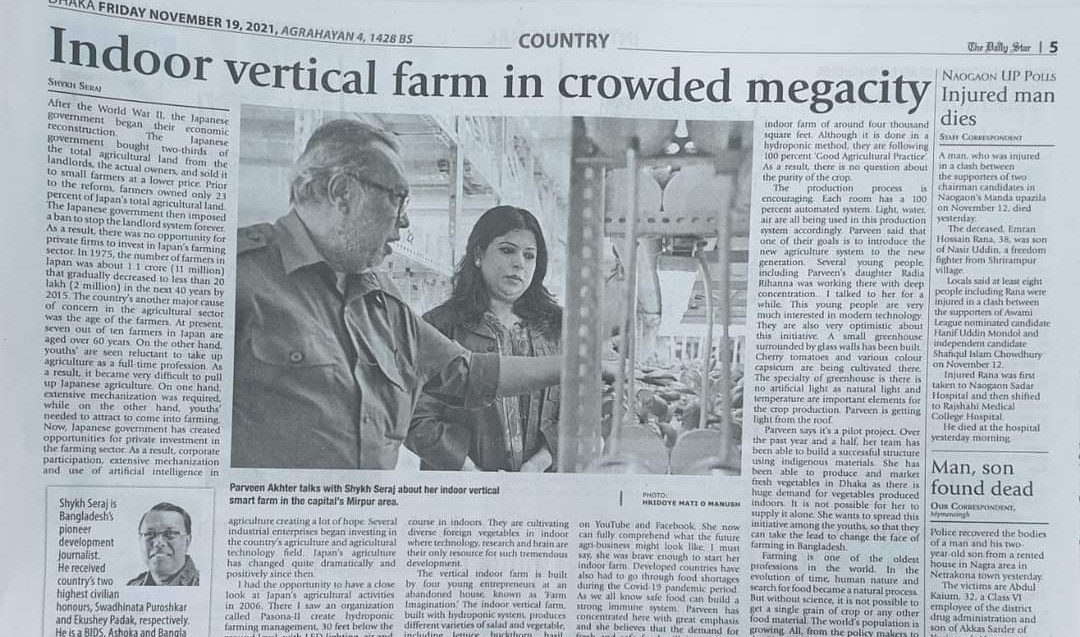 DHAKA FRIDAY NOVEMBER 19, 2021, AGRAHAYAN 4, 1428 BS
COUNTRY
The Daily Star | 5
Indoor vertical farm in crowded megacity
SHYKH SERAJ
After the World War II, the Japanese
government began their economic
reconstruction. The Japanese
government bought two-thirds of
the total agricultural land from the
landlords, the actual owners, and sold it
to small farmers at a lower price. Prior
to the reform, farmers owned only 23
percent of Japan's total agricultural land.
The Japanese government then imposed
a ban to stop the landlord system forever.
As a result, there was no opportunity for
private firms to invest in Japan's farming
sector. In 1975, the number of farmers in
Japan was about 1.1 crore (11 million)
that gradually decreased to less than 20
lakh (2 million) in the next 40 years by
2015. The country's another major cause
of concern in the agricultural sector
was the age of the farmers. At present,
seven out of ten farmers in Japan are
aged over 60 years. On the other hand,
youths' are seen reluctant to take up
agriculture as a full-time profession. As
a result, it became very difficult to pull
up Japanese agriculture. On one hand,
extensive mechanization was required,
while on the other hand, youths'
needed to attract to come into farming.
Now, Japanese government has created
opportunities for private investment in
the farming sector. As a result, corporate
participation, extensive mechanization
and use of artificial intelligence in
Shykh Seraj is
Bangladesh's
pioneer
development
journalist.
He received
country's two
highest civilian
honours, Swadhinata Puroshkar
and Ekushey Padak, respectively.
He is a BIDS, Ashoka and Bangla
Parveen Akhter talks with Shykh Seraj about her indoor vertical
smart farm in the capital's Mirpur area.
PHOTO:
HRIDOYE MATI O MANUSH
agriculture creating a lot of hope. Several
industrial enterprises began investing in
the country's agriculture and agricultural
technology field. Japan's agriculture
has changed quite dramatically and
positively since then.
I had the opportunity to have a close
look at Japan's agricultural activities
in 2006. There I saw an organization
called Pasona-II create hydroponic
farming management, 30 feet below the
course in indoors. They are cultivating
diverse foreign vegetables in indoor
where technology, research and brain are
their only resource for such tremendous
development.
The vertical indoor farm is built
by four young entrepreneurs at an
abandoned house, known as 'Farm
Imagination.' The indoor vertical farm,
built with hydroponic system, produces
different varieties of salad and vegetable,
including lettuce, buckthorn, basil,
on YouTube and Facebook. She now
can fully comprehend what the future
agri-business might look like, I must
say, she was brave enough to start her
indoor farm. Developed countries have
also had to go through food shortages
during the Covid-19 pandemic period.
As we all know safe food can build a
strong immune system. Parveen has
concentrated here with great emphasis
and she believes that the demand for
indoor farm of around four thousand
square feet. Although it is done in a
hydroponic method, they are following
100 percent 'Good Agricultural Practice'.
As a result, there is no question about
the purity of the crop.
The production process is
encouraging. Each room has a 100
percent automated system. Light, water,
air are all being used in this production
system accordingly. Parveen said that
one of their goals is to introduce the
new agriculture system to the new
generation. Several young people,
including Parveen's daughter Radia
Rihanna was working there with deep
concentration. I talked to her for a
while. This young people are very
much interested in modern technology.
They are also very optimistic about
this initiative. A small greenhouse
surrounded by glass walls has been built.
Cherry tomatoes and various colour
capsicum are being cultivated there.
The specialty of greenhouse is there is
no artificial light as natural light and
temperature are important elements for
the crop production. Parveen is getting
light from the roof.
Parveen says it's a pilot project. Over
the past year and a half, her team has
been able to build a successful structure
using indigenous materials. She has
been able to produce and market
fresh vegetables in Dhaka as there is
huge demand for vegetables produced
indoors. It is not possible for her to
supply it alone. She wants to spread this
initiative among the youths, so that they
can take the lead to change the face of
farming in Bangladesh.
Farming is one of the oldest
professions in the world. In the
evolution of time, human nature and
search for food became a natural process.
But without science, it is not possible to
get a single grain of crop or any other
food material. The world's population is
growing. All, from the policy makers to
NAOGAON UP POLLS
Injured man
dies
STAFF CORRESPONDENT
A man, who was injured
in a clash between
the supporters of two
chairman candidates in
Naogaon's Manda upazila
on November 12, died
yesterday.
The deceased, Emran
Hossain Rana, 38, was son
of Nasir Uddin, a freedom
fighter from Shrirampur
village.
Locals said at least eight
people including Rana were
injured in a clash between
the supporters of Awami
League nominated candidate
Hanif Uddin Mondol and
independent candidate
Shafiqul Islam Chowdhury
on November 12.
Injured Rana was first
taken to Naogaon Sadar
Hospital and then shifted
to Rajshahi Medical
College Hospital.
He died at the hospital
yesterday morning.
Man, son
found dead
OUR CORRESPONDENT,
Mymensingh
Police recovered the bodies
of a man and his two-
year-old son from a rented
house in Nagra area in
Netrakona town yesterday.
The victims are Abdul
Kaium, 32, a Class VI
employee of the district
drug administration and
son of Akkas Sarder of